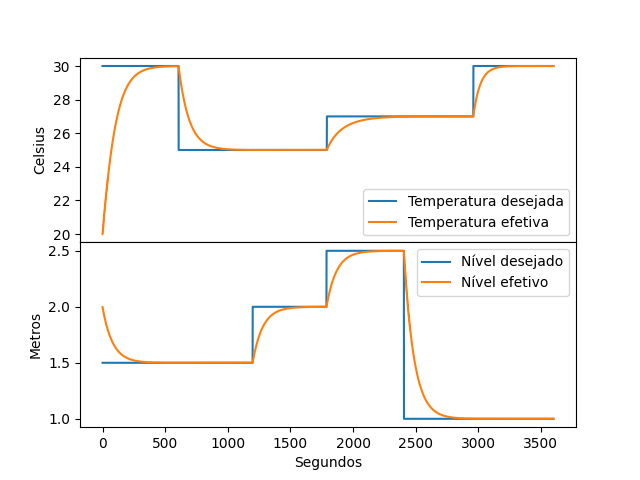 30
28
26
24
22
20
Celsius
Temperatura desejada
Temperatura efetiva
2.5
2.0
1.5
1.0
Metros
Nível desejado
Nível efetivo
0 500 1000 1500 2000 2500 3000 3500
Segundos